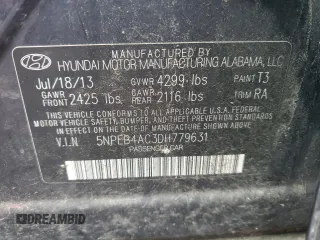 MANUFACTURED BY
HYUNDAI MOTOR MANUFACTURING ALABAMA, LLC
Jul/18/13 GVWR 4299 lbs PAINT T3
GAWR FRONT 2425 lbs. GAWR REAR 2116 lbs TRIM RA
THIS VEHICLE CONFORMS TO ALL APPLICABLE U.S.A. FEDERAL
MOTOR VEHICLE SAFETY, BUMPER, AND THEFT PREVENTION
STANDARDS IN EFFECT ON THE DATE OF MANUFACTURE SHOWN ABOVE.
V.I.N. 5NPEB4AC3DH779631
PASSENGER CAR
DREAMBID